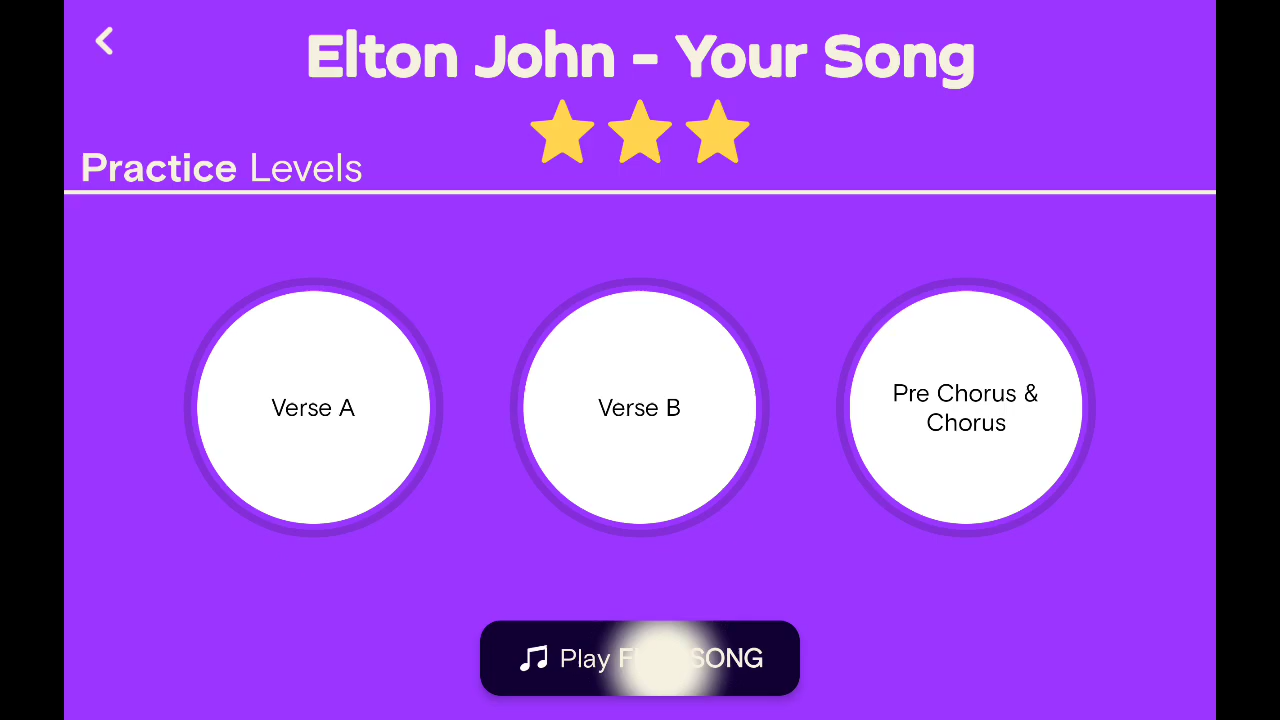 Elton John - Your Song
Practice Levels
Verse A
Verse B
Pre Chorus &
Chorus
Play SONG